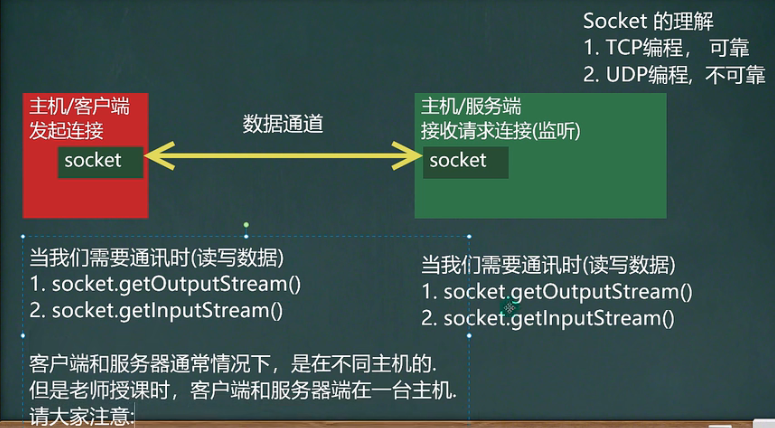 Socket 的理解
1. TCP编程， 可靠
2. UDP编程, 不可靠
主机/客户端
发起连接
socket
数据通道
主机/服务端
接收请求连接(监听)
socket
当我们需要通讯时(读写数据)
1. socket.getOutputStream()
2. socket.getInputStream()
当我们需要通讯时(读写数据)
1. socket.getOutputStream()
2. socket.getInputStream()
客户端和服务器通常情况下，是在不同主机的.
但是老师授课时，客户端和服务器端在一台主机.
请大家注意: